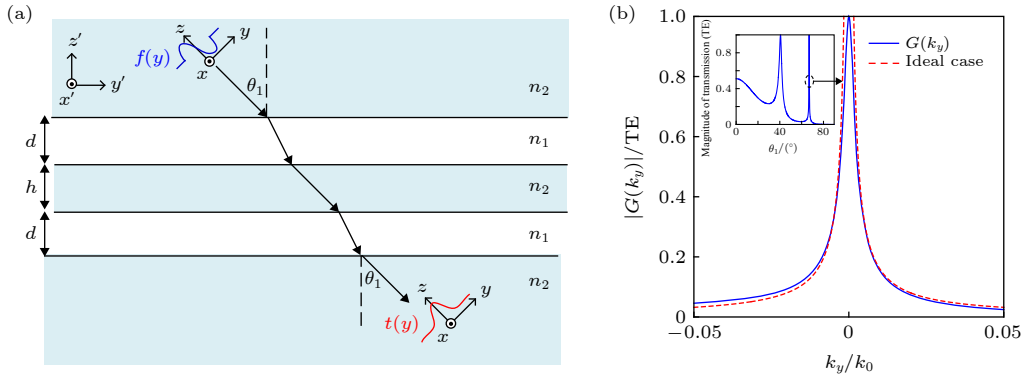 (a)
z
y
f(y)
x
θ₁
z′
y′
x′
n₂
d
n₁
h
n₂
d
n₁
θ₁
n₂
z
y
t(y)
x
(b)
1.0
0.8
0.6
0.4
0.2
0
−0.05
0
0.05
|G(ky)|/TE
ky/k0
G(ky)
Ideal case
Magnitude of transmission (TE)
0.8
0.4
0
0
40
80
θ₁/(°)